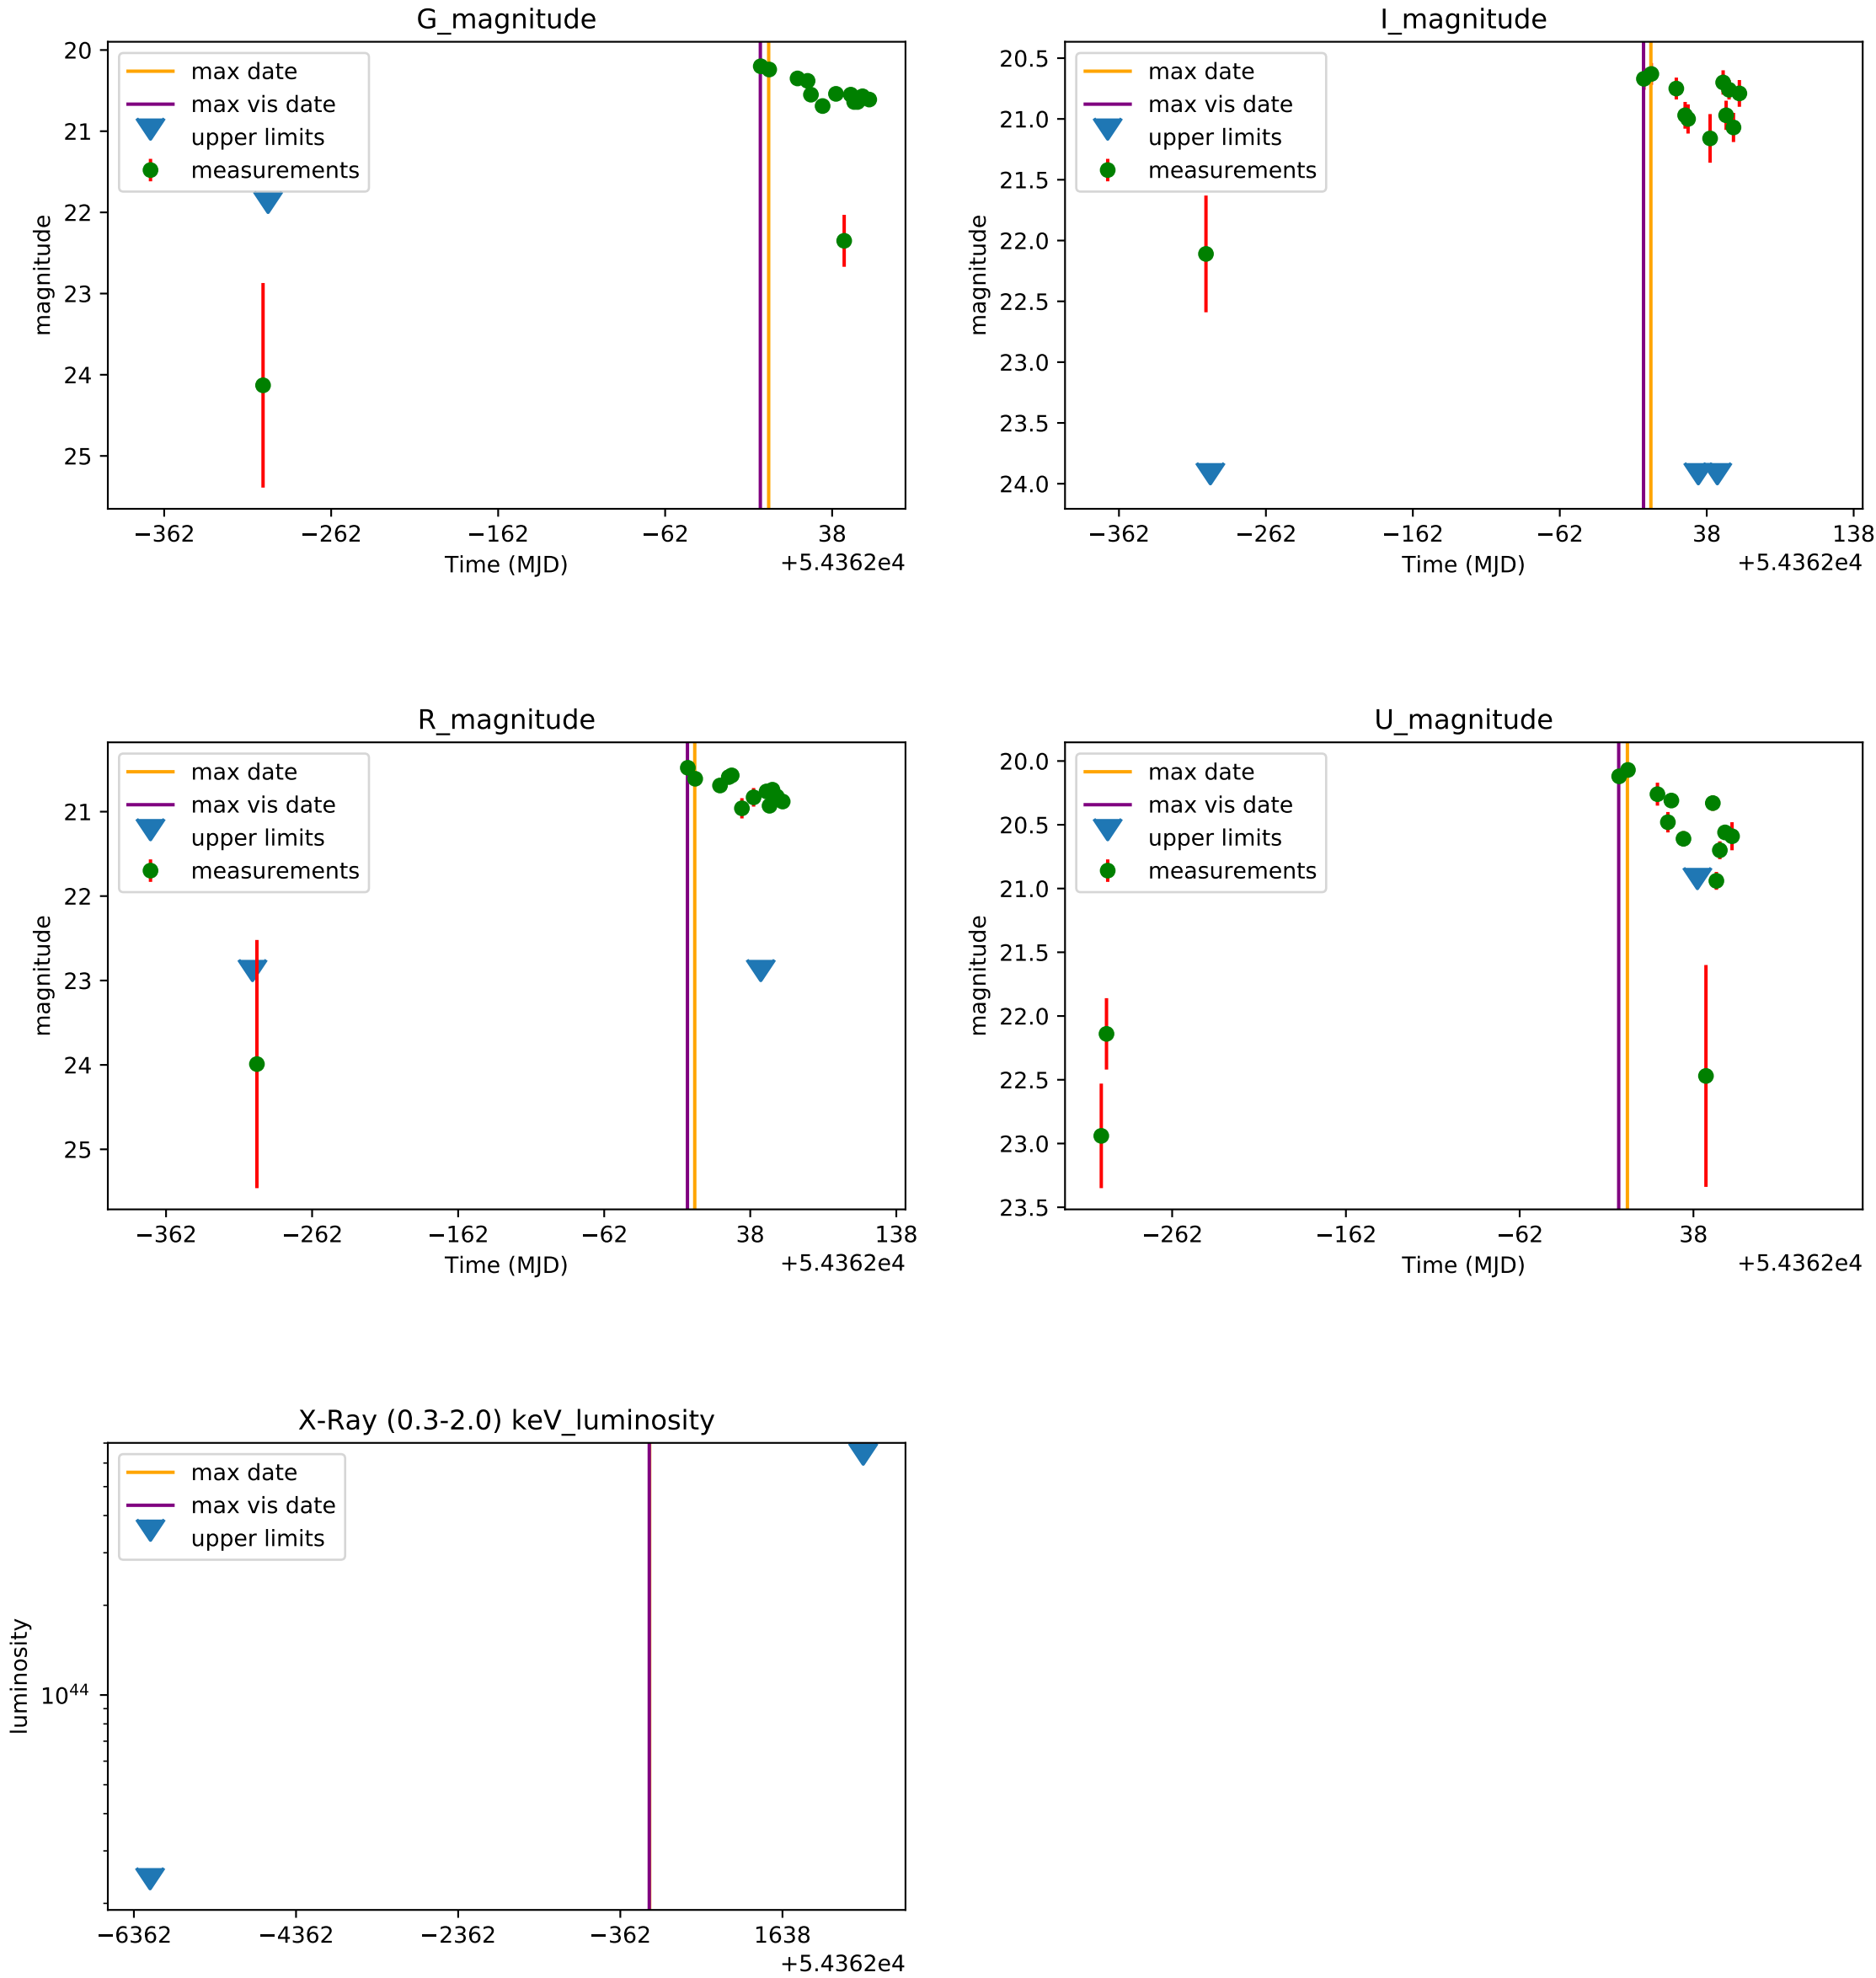 G_magnitude
max date
max vis date
upper limits
measurements
20
21
22
23
24
25
magnitude
−362
−262
−162
−62
38
Time (MJD)
+5.4362e4
I_magnitude
max date
max vis date
upper limits
measurements
20.5
21.0
21.5
22.0
22.5
23.0
23.5
24.0
magnitude
−362
−262
−162
−62
38
138
Time (MJD)
+5.4362e4
R_magnitude
max date
max vis date
upper limits
measurements
21
22
23
24
25
magnitude
−362
−262
−162
−62
38
138
Time (MJD)
+5.4362e4
U_magnitude
max date
max vis date
upper limits
measurements
20.0
20.5
21.0
21.5
22.0
22.5
23.0
23.5
magnitude
−262
−162
−62
38
Time (MJD)
+5.4362e4
X-Ray (0.3-2.0) keV_luminosity
max date
max vis date
upper limits
10⁴⁴
luminosity
−6362
−4362
−2362
−362
1638
+5.4362e4